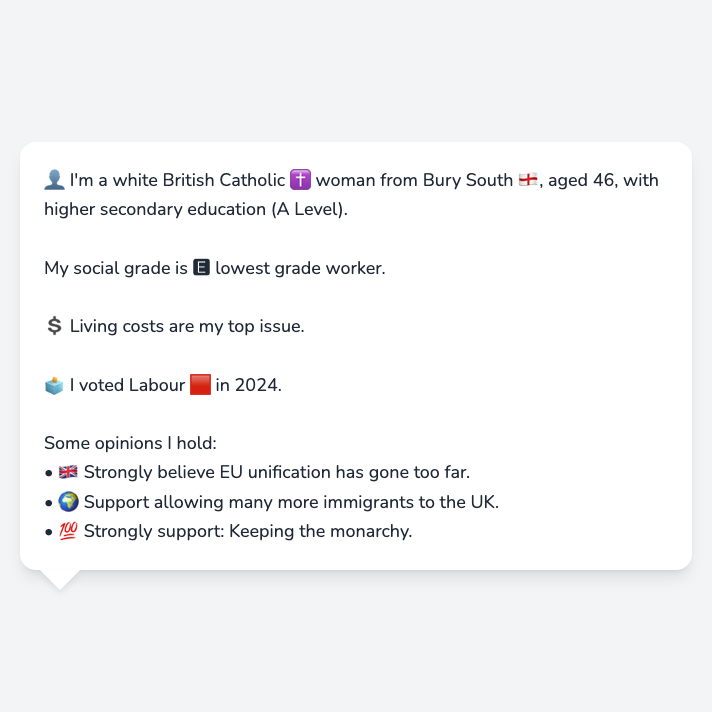 👤 I'm a white British Catholic ✝️ woman from Bury South 🏴󠁧󠁢󠁥󠁮󠁧󠁿, aged 46, with
higher secondary education (A Level).
My social grade is 🅴 lowest grade worker.
💲 Living costs are my top issue.
🗳️ I voted Labour 🟥 in 2024.
Some opinions I hold:
• 🇬🇧 Strongly believe EU unification has gone too far.
• 🌍 Support allowing many more immigrants to the UK.
• 💯 Strongly support: Keeping the monarchy.